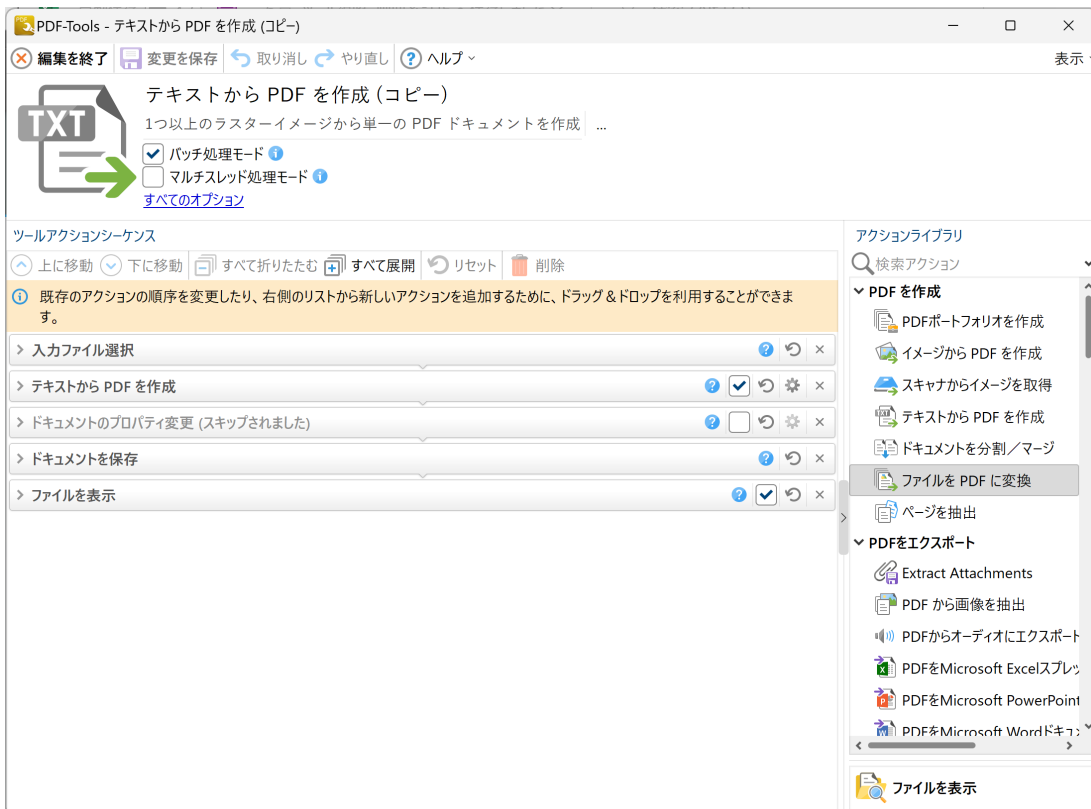 PDF-Tools - テキストから PDF を作成 (コピー)
編集を終了 変更を保存 取り消し やり直し ヘルプ 表示
テキストから PDF を作成 (コピー)
TXT
1つ以上のラスターイメージから単一の PDF ドキュメントを作成 ...
バッチ処理モード
マルチスレッド処理モード
すべてのオプション
ツールアクションシーケンス
上に移動 下に移動 すべて折りたたむ すべて展開 リセット 削除
既存のアクションの順序を変更したり、右側のリストから新しいアクションを追加するために、ドラッグ＆ドロップを利用することができま
す。
入力ファイル選択
テキストから PDF を作成
ドキュメントのプロパティ変更 (スキップされました)
ドキュメントを保存
ファイルを表示
アクションライブラリ
検索アクション
PDF を作成
PDFポートフォリオを作成
イメージから PDF を作成
スキャナからイメージを取得
テキストから PDF を作成
ドキュメントを分割／マージ
ファイルを PDF に変換
ページを抽出
PDFをエクスポート
Extract Attachments
PDF から画像を抽出
PDFからオーディオにエクスポート
PDFをMicrosoft Excelスプレッ
PDFをMicrosoft PowerPoint
PDFをMicrosoft Wordドキュメ
ファイルを表示